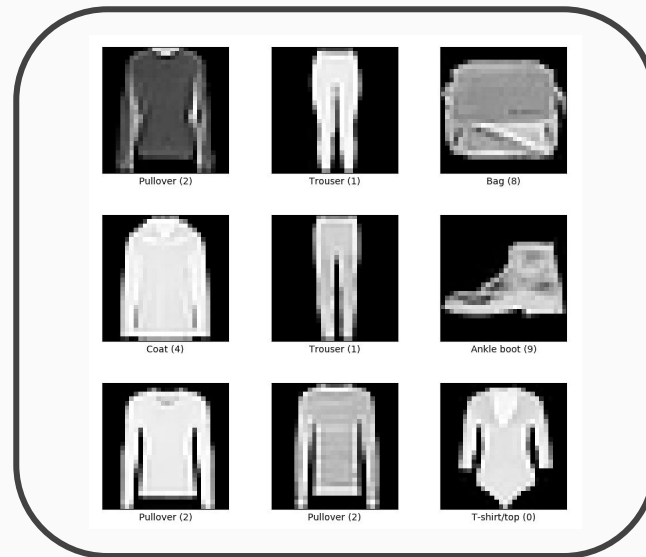 Pullover (2)
Trouser (1)
Bag (8)
Coat (4)
Trouser (1)
Ankle boot (9)
Pullover (2)
Pullover (2)
T-shirt/top (0)